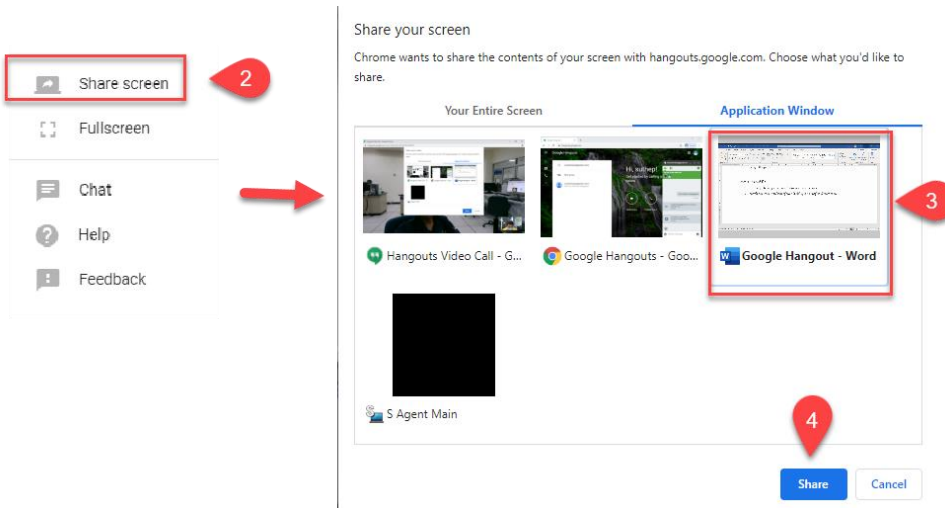 Share screen
2
Fullscreen
Chat
Help
Feedback
Share your screen
Chrome wants to share the contents of your screen with hangouts.google.com. Choose what you'd like to
share.
Your Entire Screen
Application Window
Hi, suthep!
3
Hangouts Video Call - G...
Google Hangouts - Goo...
Google Hangout - Word
S Agent Main
4
Share
Cancel